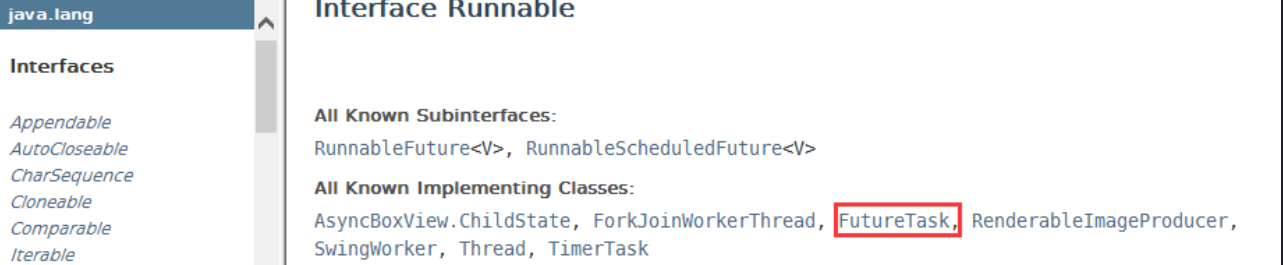 java.lang
Interfaces
Appendable
AutoCloseable
CharSequence
Cloneable
Comparable
Iterable
Interface Runnable
All Known Subinterfaces:
RunnableFuture<V>, RunnableScheduledFuture<V>
All Known Implementing Classes:
AsyncBoxView.ChildState, ForkJoinWorkerThread, FutureTask, RenderableImageProducer,
SwingWorker, Thread, TimerTask